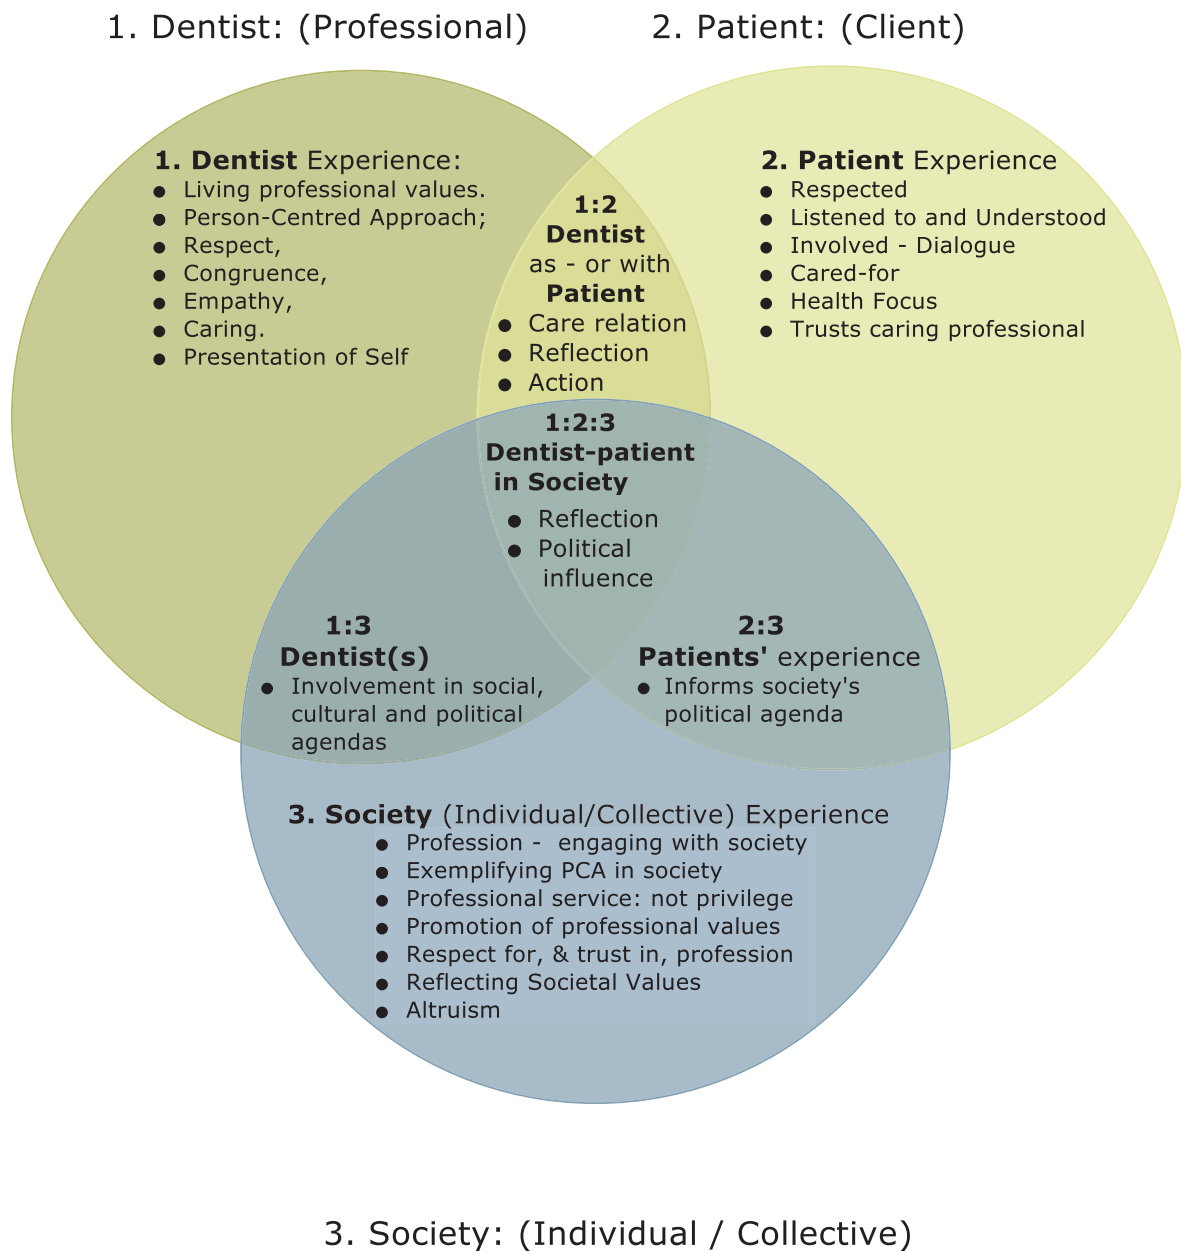 1. Dentist: (Professional)
2. Patient: (Client)
1. Dentist Experience:
● Living professional values.
● Person-Centred Approach;
● Respect,
● Congruence,
● Empathy,
● Caring.
● Presentation of Self
1:2
Dentist
as - or with
Patient
● Care relation
● Reflection
● Action
2. Patient Experience
● Respected
● Listened to and Understood
● Involved - Dialogue
● Cared-for
● Health Focus
● Trusts caring professional
1:2:3
Dentist-patient
in Society
● Reflection
● Political
influence
1:3
Dentist(s)
● Involvement in social,
cultural and political
agendas
2:3
Patients' experience
● Informs society's
political agenda
3. Society (Individual/Collective) Experience
● Profession - engaging with society
● Exemplifying PCA in society
● Professional service: not privilege
● Promotion of professional values
● Respect for, & trust in, profession
● Reflecting Societal Values
● Altruism
3. Society: (Individual / Collective)